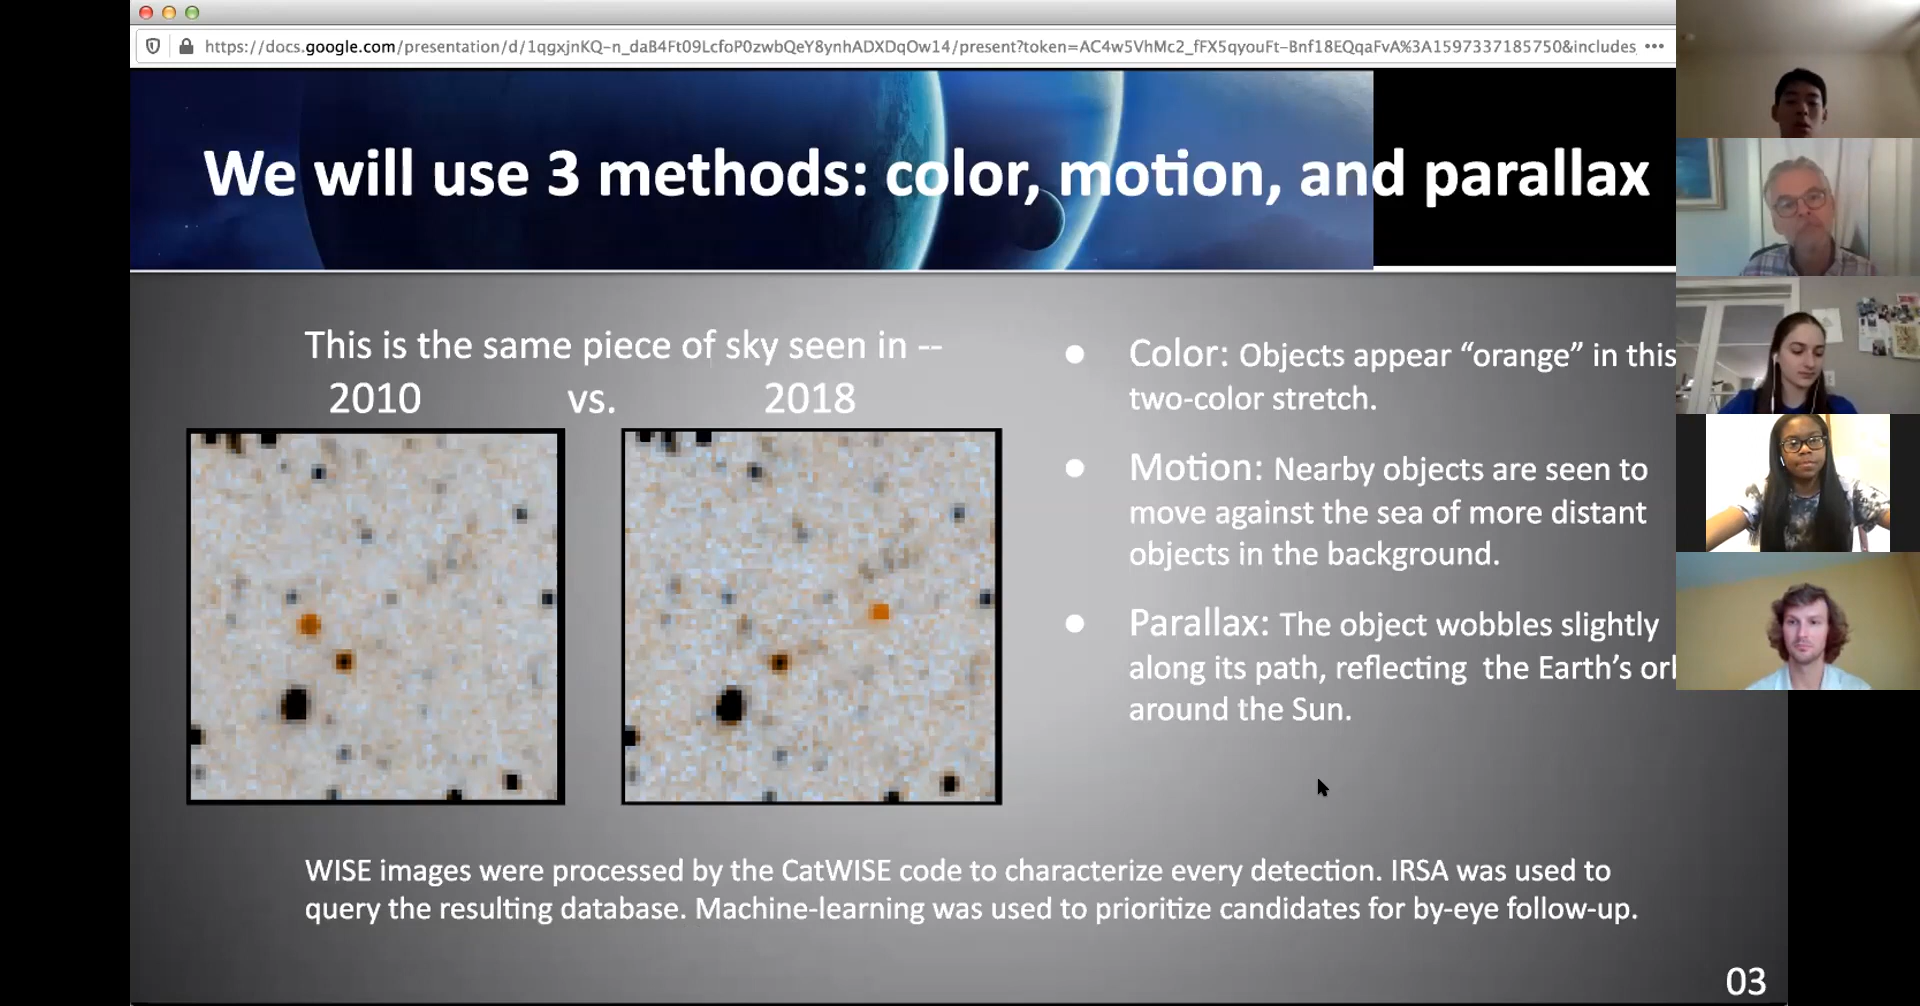 https://docs.google.com/presentation/d/1qgxjnKQ-n_daB4Ft09LcfoP0zwbQeY8ynhADXDqOw14/present?token=AC4w5VhMc2_fFX5qyouFt-Bnf18EQqaFvA%3A1597337185750&includes
We will use 3 methods: color, motion, and parallax
This is the same piece of sky seen in --
2010 vs. 2018
● Color: Objects appear “orange” in this
two-color stretch.
● Motion: Nearby objects are seen to
move against the sea of more distant
objects in the background.
● Parallax: The object wobbles slightly
along its path, reflecting the Earth’s orb
around the Sun.
WISE images were processed by the CatWISE code to characterize every detection. IRSA was used to
query the resulting database. Machine-learning was used to prioritize candidates for by-eye follow-up.
03